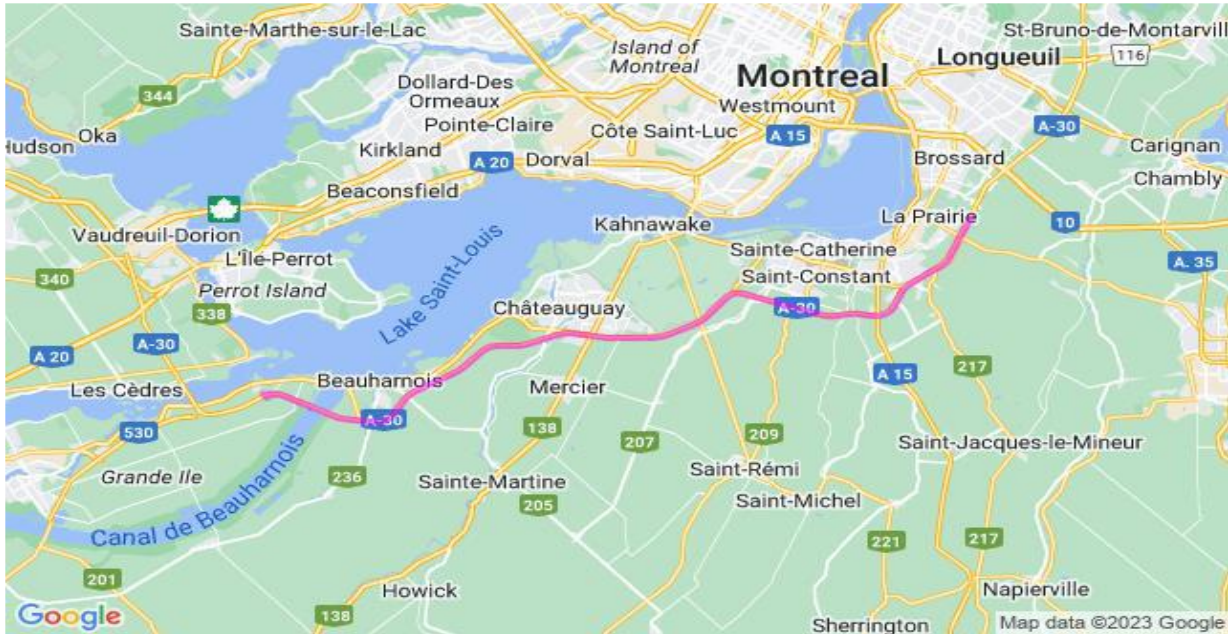 Sainte-Marthe-sur-le-Lac
Island of
Montreal
St-Bruno-de-Montarvill
Longueuil
116
Montreal
Dollard-Des
Ormeaux
344
Westmount
Pointe-Claire
Côte Saint-Luc
A 15
A-30
Oka
Hudson
Kirkland
A 20
Dorval
Brossard
Carignan
Chambly
Beaconsfield
Vaudreuil-Dorion
Kahnawake
La Prairie
10
L'Île-Perrot
Sainte-Catherine
A. 35
340
Perrot Island
Lake Saint-Louis
Saint-Constant
338
Châteauguay
A-30
A-30
A 20
Les Cèdres
Beauharnois
Mercier
A 15
217
530
A-30
138
207
209
Saint-Jacques-le-Mineur
Grande Ile
236
Sainte-Martine
Saint-Rémi
Saint-Michel
205
Canal de Beauharnois
221
217
201
Howick
Napierville
138
Sherrington
Google
Map data ©2023 Google